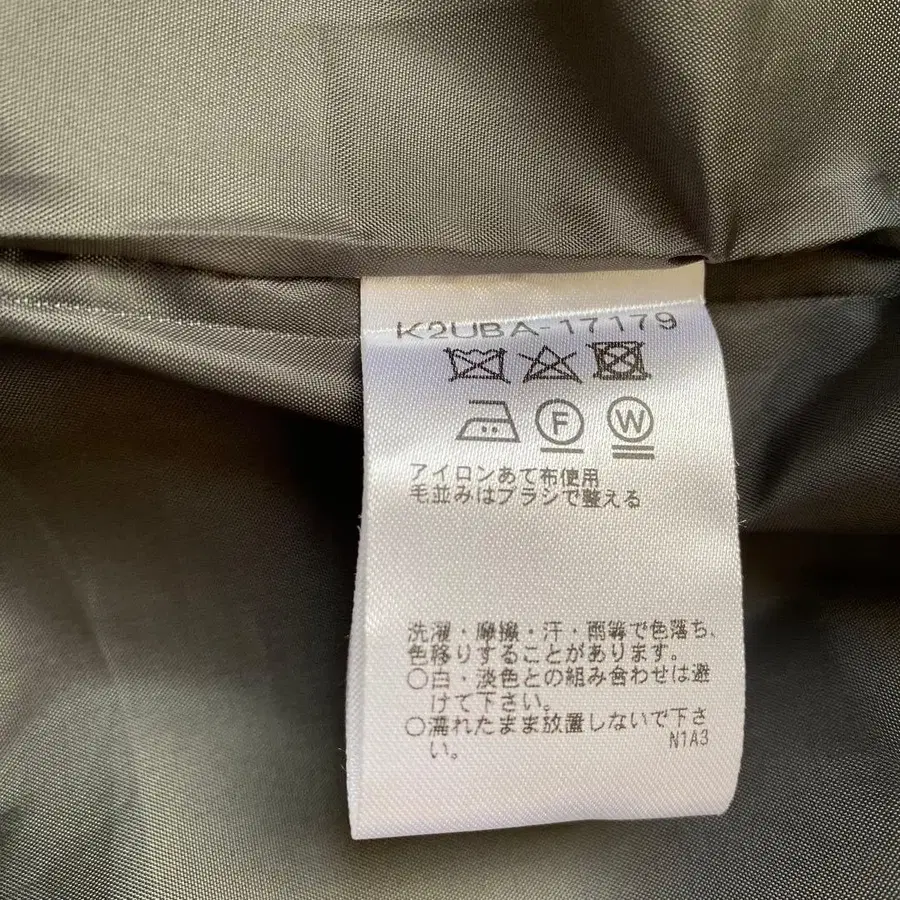 K2UBA-17179
F W
アイロンあて布使用
毛並みはブラシで整える
洗濯・摩擦・汗・雨等で色落ち、
色移りすることがあります。
○白・淡色との組み合わせは避
けて下さい。
○濡れたまま放置しないで下さ
い。 N1A3